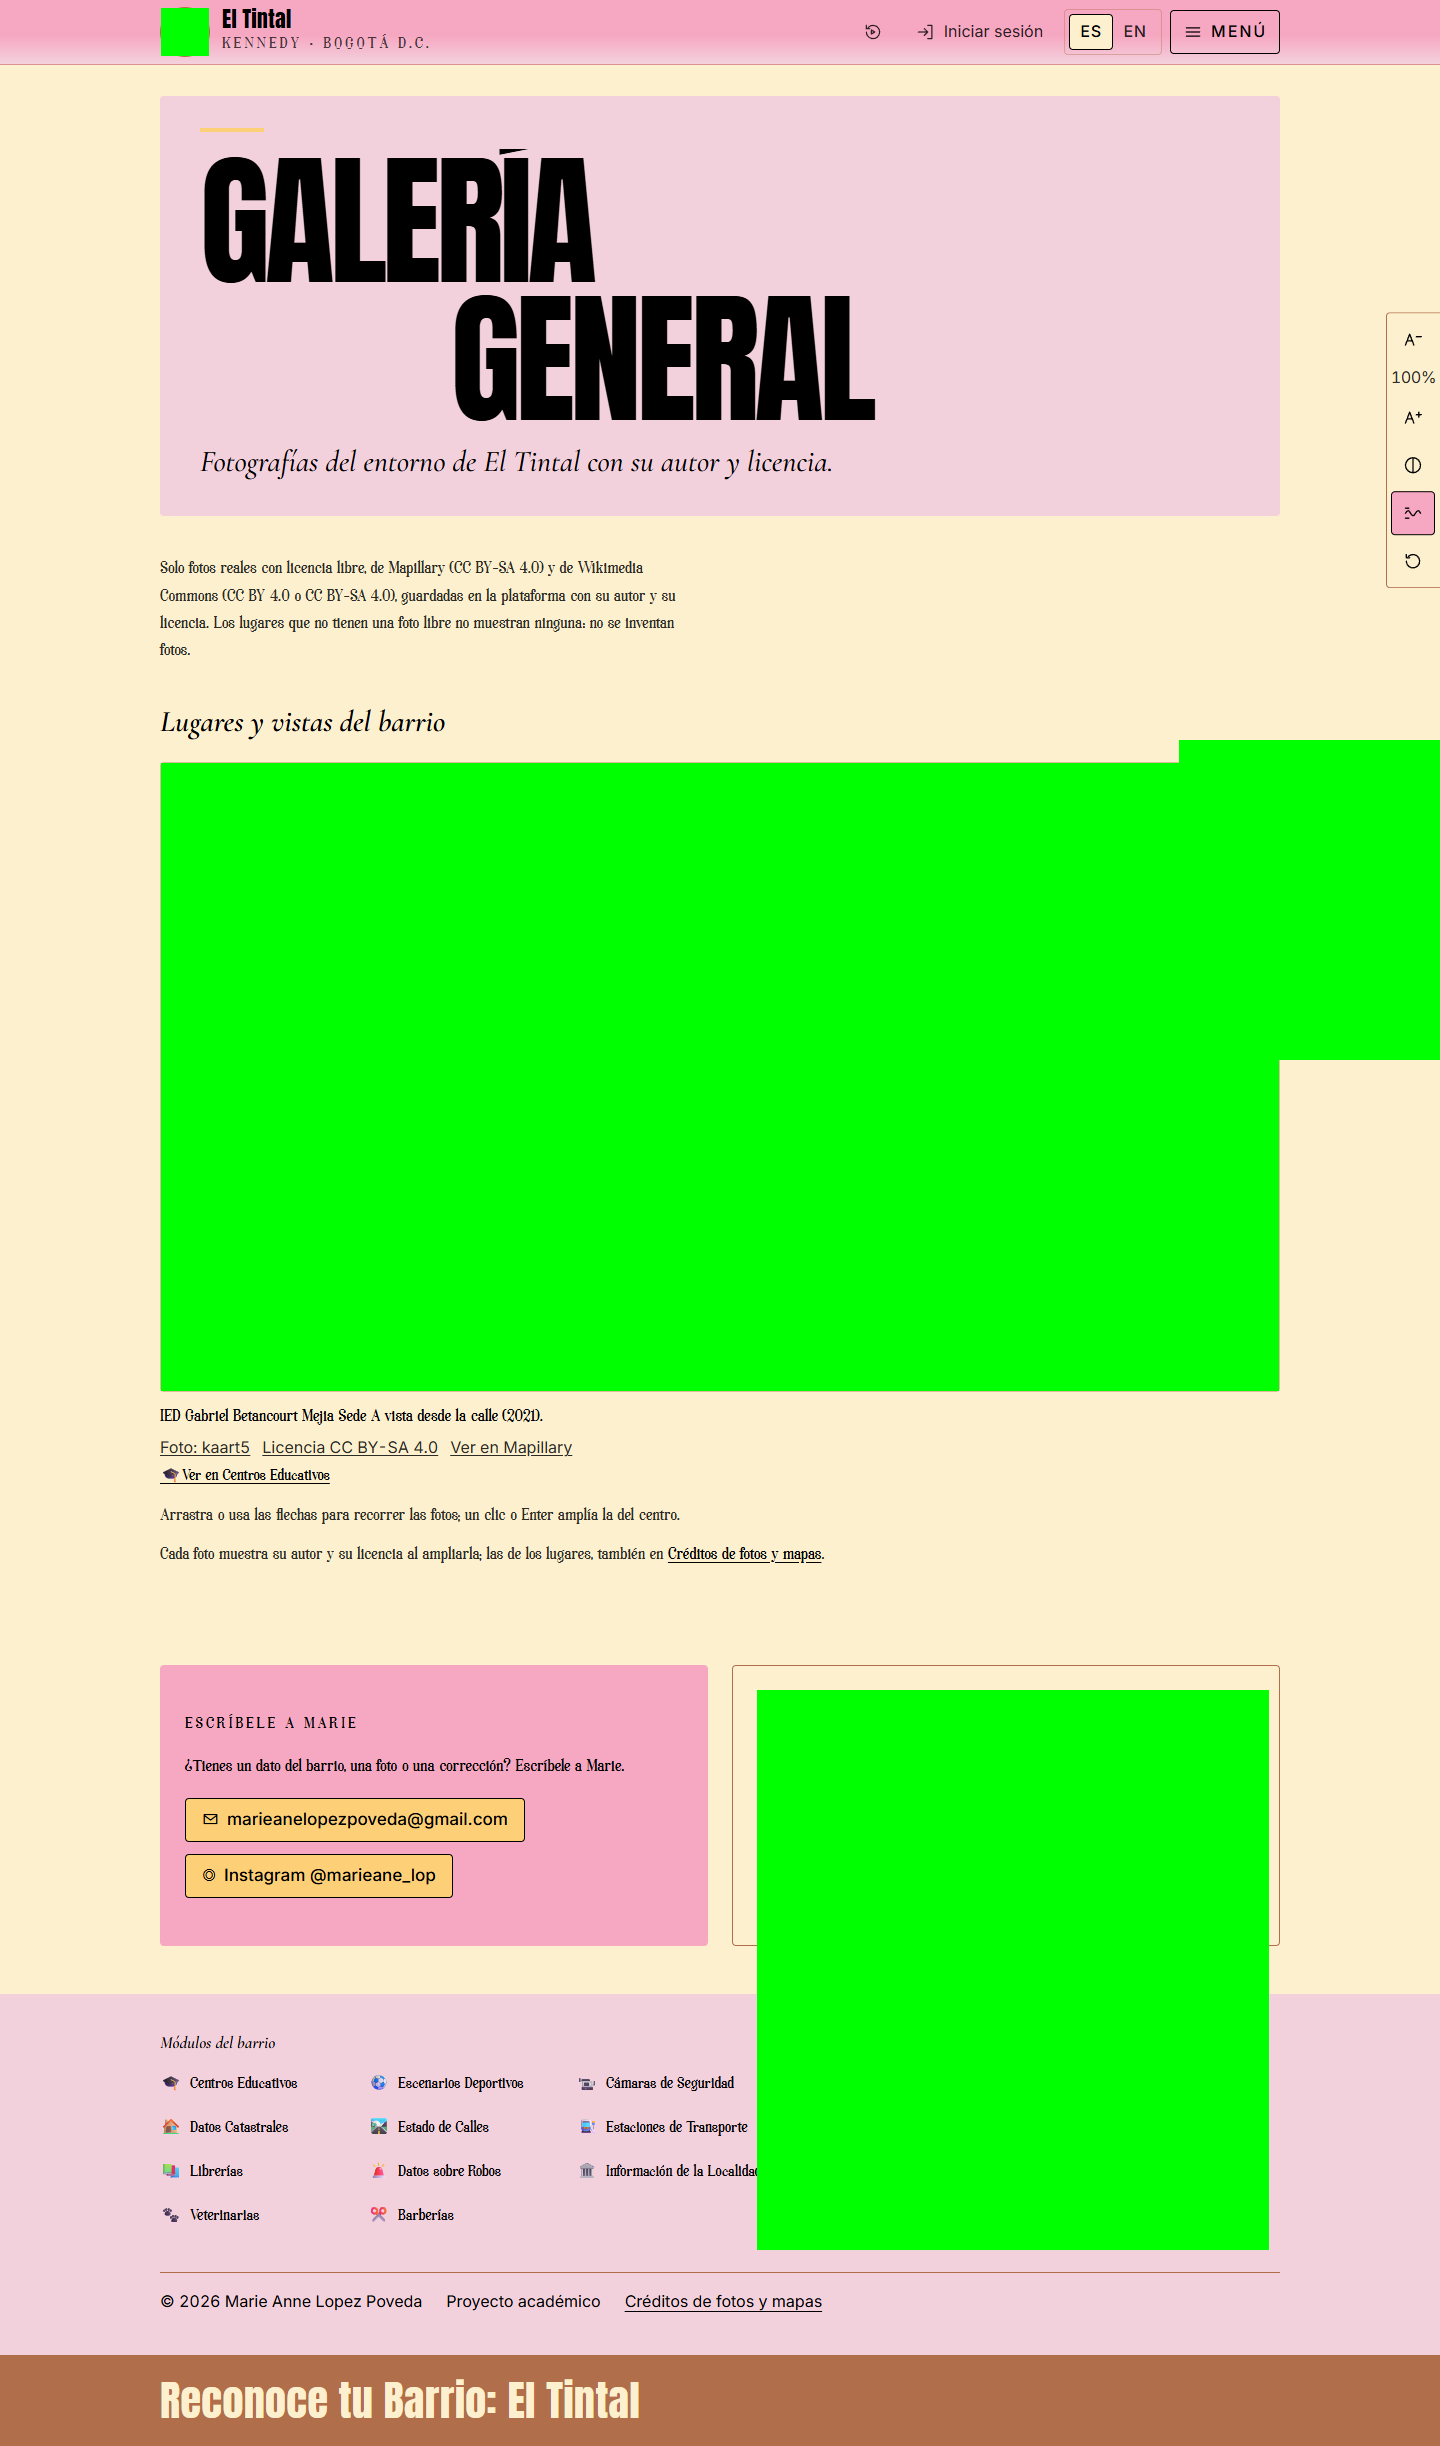 El Tintal
KENNEDY · BOGOTÁ D.C.
Iniciar sesión
ES EN
MENÚ
GALERÍA
GENERAL
Fotografías del entorno de El Tintal con su autor y licencia.
A-
100%
A+
Solo fotos reales con licencia libre, de Mapillary (CC BY-SA 4.0) y de Wikimedia
Commons (CC BY 4.0 o CC BY-SA 4.0), guardadas en la plataforma con su autor y su
licencia. Los lugares que no tienen una foto libre no muestran ninguna: no se inventan
fotos.
Lugares y vistas del barrio
IED Gabriel Betancourt Mejia Sede A vista desde la calle (2021).
Foto: kaart5 Licencia CC BY-SA 4.0 Ver en Mapillary
Ver en Centros Educativos
Arrastra o usa las flechas para recorrer las fotos; un clic o Enter amplía la del centro.
Cada foto muestra su autor y su licencia al ampliarla; las de los lugares, también en Créditos de fotos y mapas.
ESCRÍBELE A MARIE
¿Tienes un dato del barrio, una foto o una corrección? Escríbele a Marie.
marieanelopezpoveda@gmail.com
Instagram @marieane_lop
Módulos del barrio
Centros Educativos Escenarios Deportivos Cámaras de Seguridad
Datos Catastrales Estado de Calles Estaciones de Transporte
Librerías Datos sobre Robos Información de la Localidad
Veterinarias Barberías
© 2026 Marie Anne Lopez Poveda Proyecto académico Créditos de fotos y mapas
Reconoce tu Barrio: El Tintal